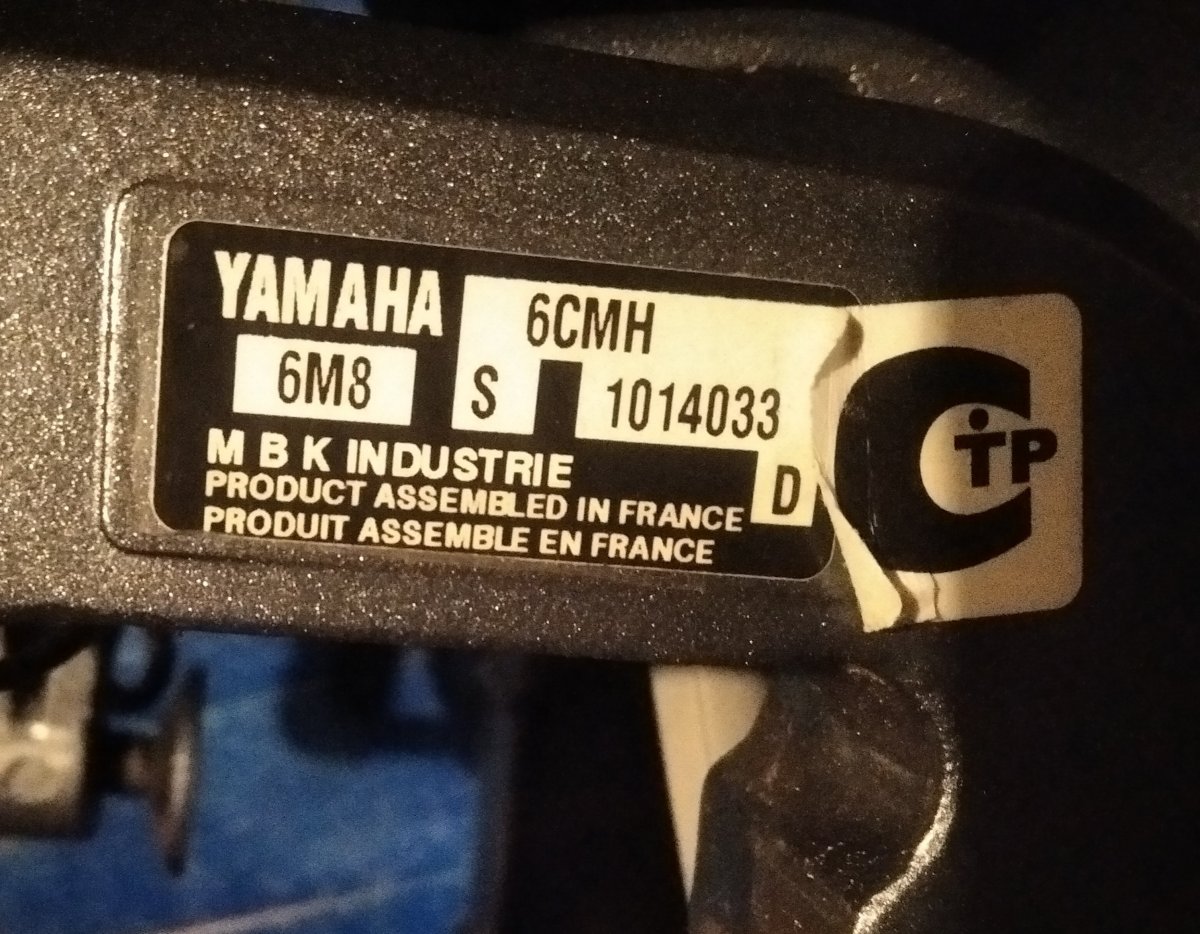 YAMAHA
6CMH
6M8
S
1014033
M B K INDUSTRIE
D
PRODUCT ASSEMBLED IN FRANCE
PRODUIT ASSEMBLE EN FRANCE
C TP